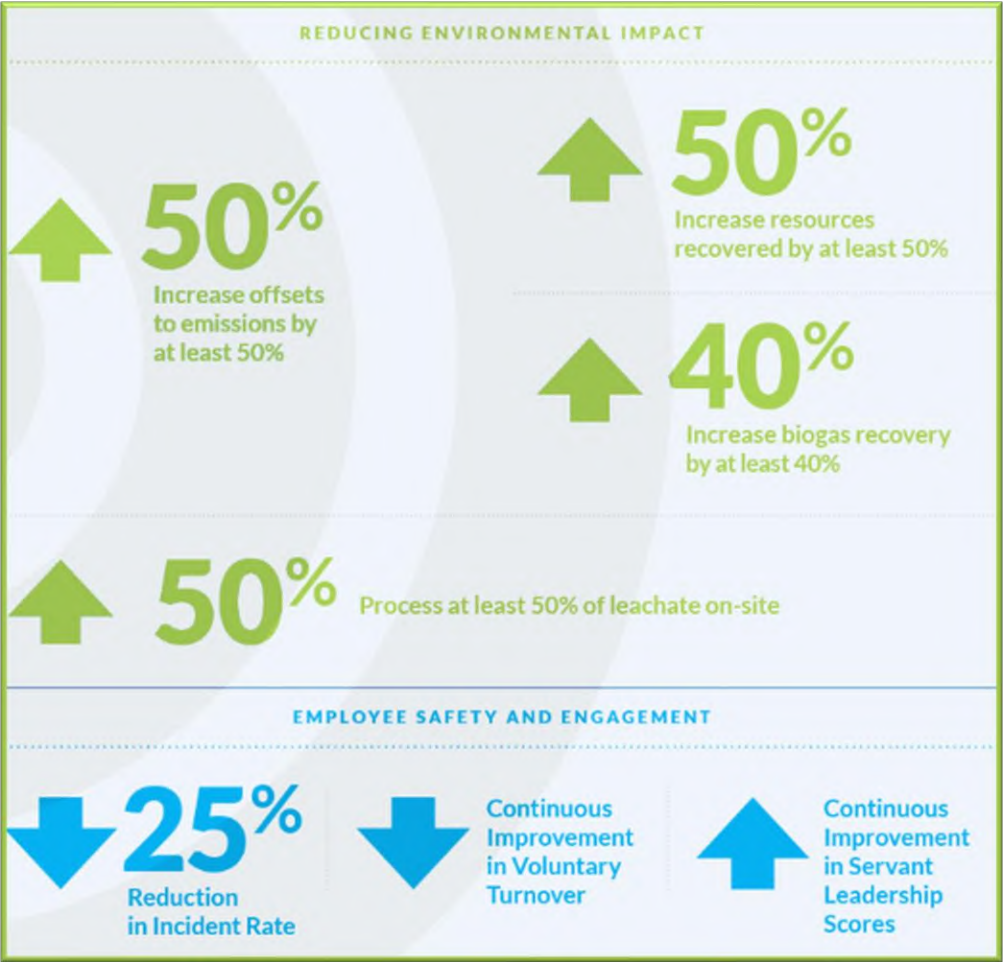 REDUCING ENVIRONMENTAL IMPACT
50%
Increase offsets
to emissions by
at least 50%
50%
Increase resources
recovered by at least 50%
40%
Increase biogas recovery
by at least 40%
50%
Process at least 50% of leachate on-site
EMPLOYEE SAFETY AND ENGAGEMENT
25%
Reduction
in Incident Rate
Continuous
Improvement
in Voluntary
Turnover
Continuous
Improvement
in Servant
Leadership
Scores